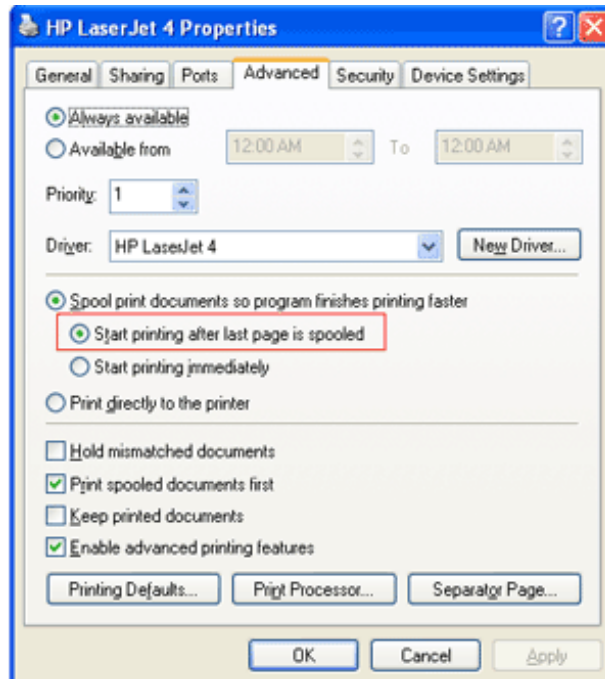 HP LaserJet 4 Properties
General Sharing Ports Advanced Security Device Settings
Always available
Available from 12:00 AM To 12:00 AM
Priority: 1
Driver: HP LaserJet 4 New Driver...
Spool print documents so program finishes printing faster
Start printing after last page is spooled
Start printing immediately
Print directly to the printer
Hold mismatched documents
Print spooled documents first
Keep printed documents
Enable advanced printing features
Printing Defaults... Print Processor... Separator Page...
OK Cancel Apply